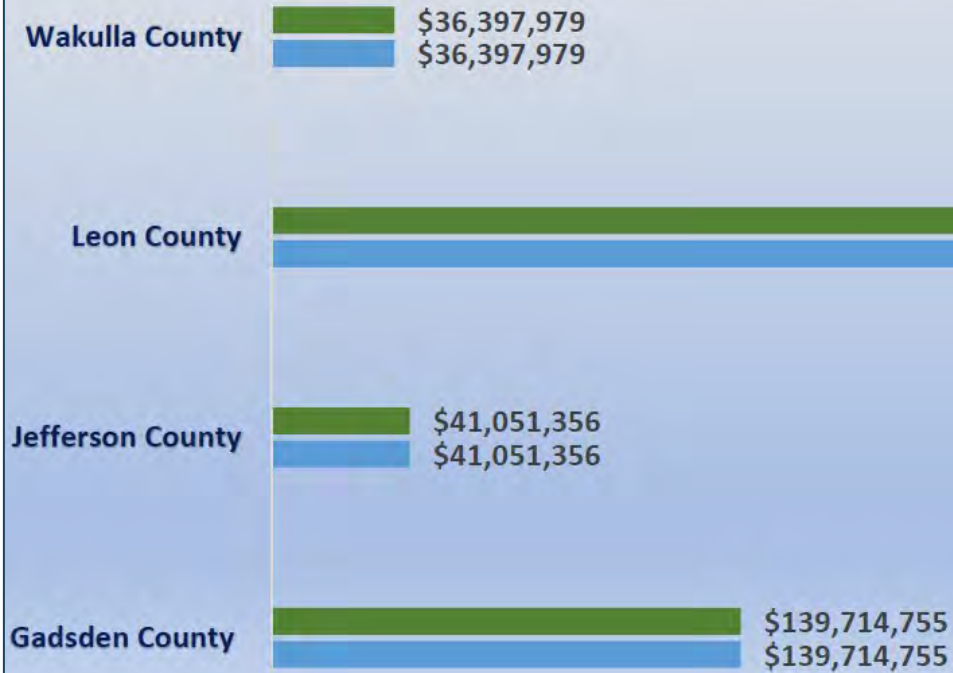 Wakulla County
$36,397,979
$36,397,979
Leon County
Jefferson County
$41,051,356
$41,051,356
Gadsden County
$139,714,755
$139,714,755